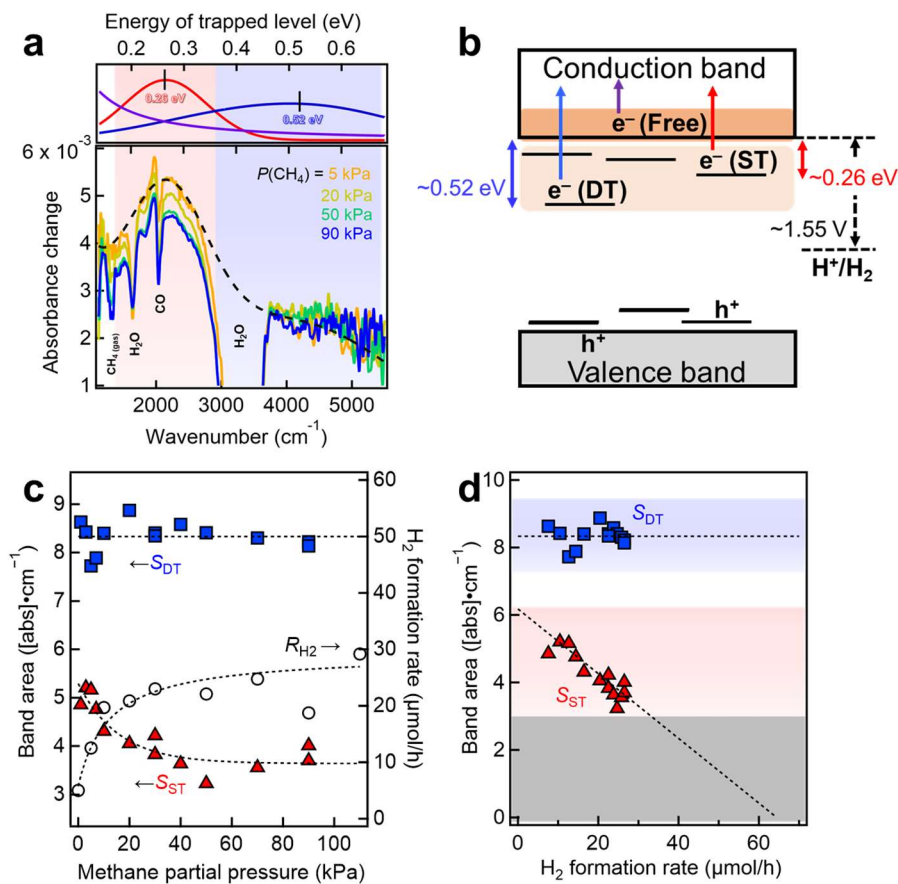 a
Energy of trapped level (eV)
0.2 0.3 0.4 0.5 0.6
0.26 eV
0.52 eV
6 ×10⁻³
5
4
3
2
1
Absorbance change
P(CH₄) = 5 kPa
20 kPa
50 kPa
90 kPa
CH₄ (gas)
H₂O
CO
H₂O
2000 3000 4000 5000
Wavenumber (cm⁻¹)
b
Conduction band
e⁻ (Free)
e⁻ (ST)
e⁻ (DT)
~0.52 eV
~0.26 eV
~1.55 V
H⁺/H₂
h⁺
h⁺
Valence band
c
Band area ([abs]•cm⁻¹)
9
8
7
6
5
4
3
←S_DT
R_H2→
←S_ST
60
50
40
30
20
10
0
H₂ formation rate (μmol/h)
0 20 40 60 80 100
Methane partial pressure (kPa)
d
Band area ([abs]•cm⁻¹)
10
8
6
4
2
0
S_DT
S_ST
0 20 40 60
H₂ formation rate (μmol/h)